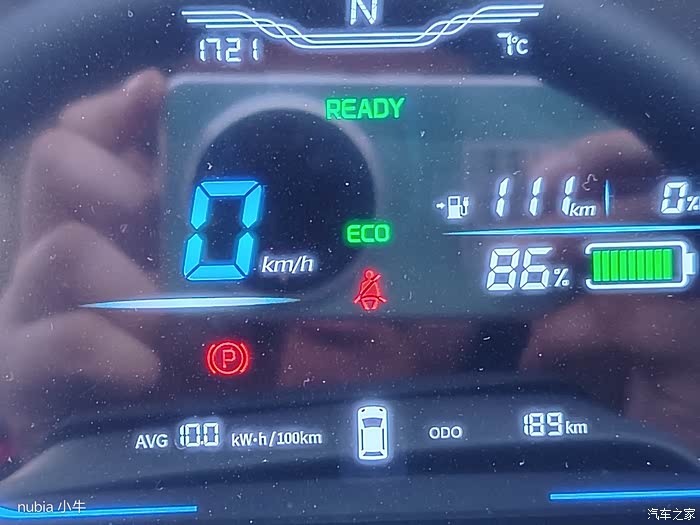 N
1721
7℃
READY
111 km
0%
0 km/h
ECO
86%
P
AVG 10.0 kW·h/100km
ODO 189 km
nubia 小牛
汽车之家